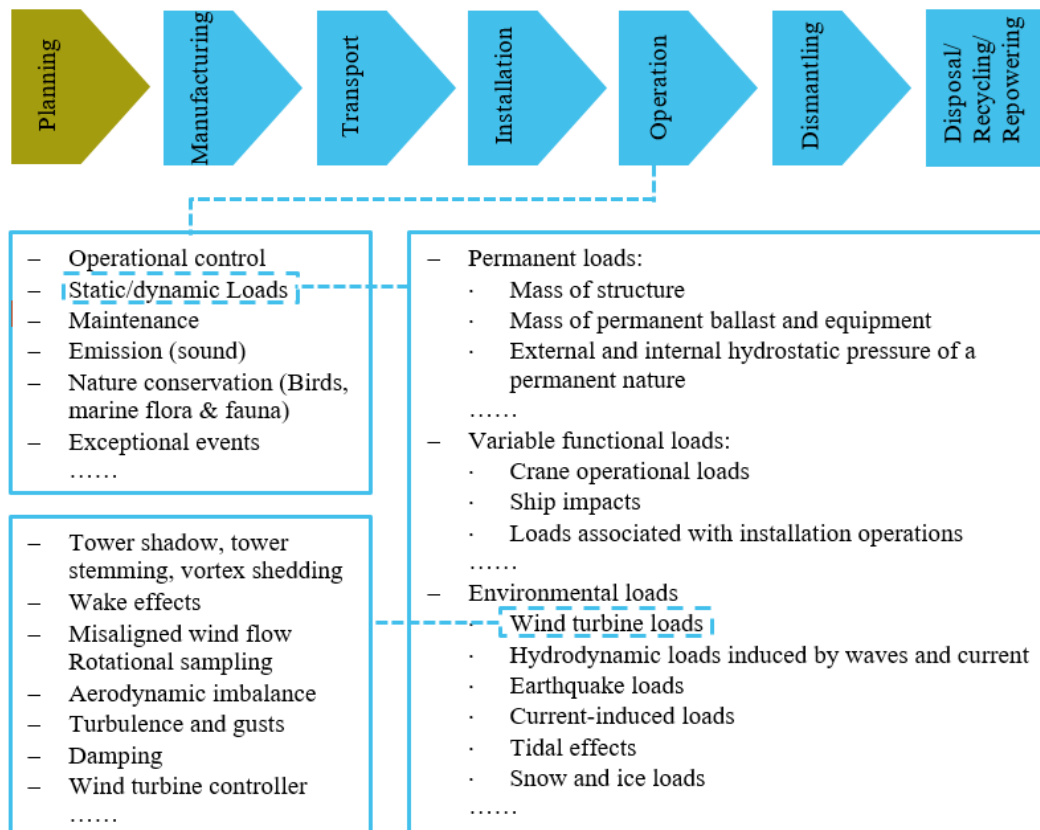 Planning
Manufacturing
Transport
Installation
Operation
Dismantling
Disposal/
Recycling/
Repowering
– Operational control
– Static/dynamic Loads
– Maintenance
– Emission (sound)
– Nature conservation (Birds,
marine flora & fauna)
– Exceptional events
……
– Tower shadow, tower
stemming, vortex shedding
– Wake effects
– Misaligned wind flow
Rotational sampling
– Aerodynamic imbalance
– Turbulence and gusts
– Damping
– Wind turbine controller
……
– Permanent loads:
· Mass of structure
· Mass of permanent ballast and equipment
· External and internal hydrostatic pressure of a
permanent nature
……
– Variable functional loads:
· Crane operational loads
· Ship impacts
· Loads associated with installation operations
……
– Environmental loads
· Wind turbine loads
· Hydrodynamic loads induced by waves and current
· Earthquake loads
· Current-induced loads
· Tidal effects
· Snow and ice loads
……